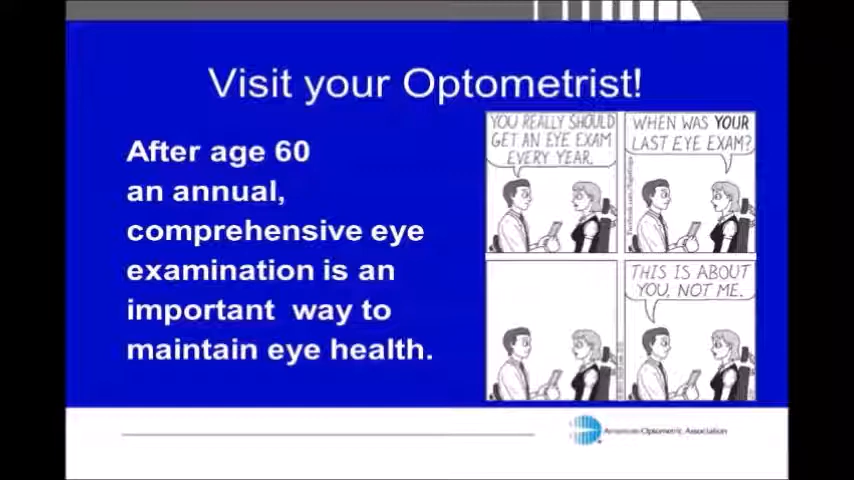 Visit your Optometrist!
After age 60
an annual,
comprehensive eye
examination is an
important way to
maintain eye health.
YOU REALLY SHOULD
GET AN EYE EXAM
EVERY YEAR.
WHEN WAS YOUR
LAST EYE EXAM?
THIS IS ABOUT
YOU, NOT ME.
American Optometric Association